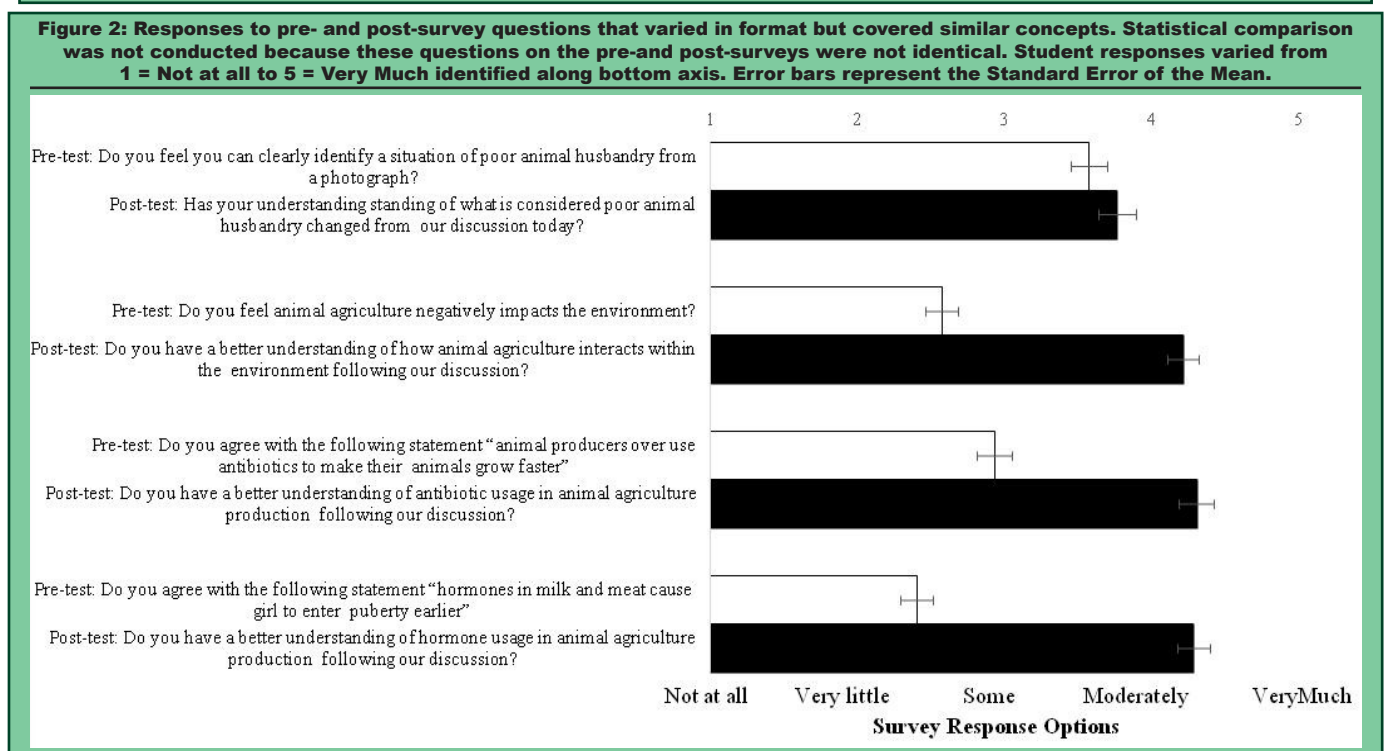 Figure 2: Responses to pre- and post-survey questions that varied in format but covered similar concepts. Statistical comparison
was not conducted because these questions on the pre-and post-surveys were not identical. Student responses varied from
1 = Not at all to 5 = Very Much identified along bottom axis. Error bars represent the Standard Error of the Mean.
1 2 3 4 5
Pre-test: Do you feel you can clearly identify a situation of poor animal husbandry from
a photograph?
Post-test: Has your understanding standing of what is considered poor animal
husbandry changed from our discussion today?
Pre-test: Do you feel animal agriculture negatively impacts the environment?
Post-test: Do you have a better understanding of how animal agriculture interacts within
the environment following our discussion?
Pre-test: Do you agree with the following statement “animal producers over use
antibiotics to make their animals grow faster”
Post-test: Do you have a better understanding of antibiotic usage in animal agriculture
production following our discussion?
Pre-test: Do you agree with the following statement “hormones in milk and meat cause
girl to enter puberty earlier”
Post-test: Do you have a better understanding of hormone usage in animal agriculture
production following our discussion?
Not at all Very little Some Moderately VeryMuch
Survey Response Options